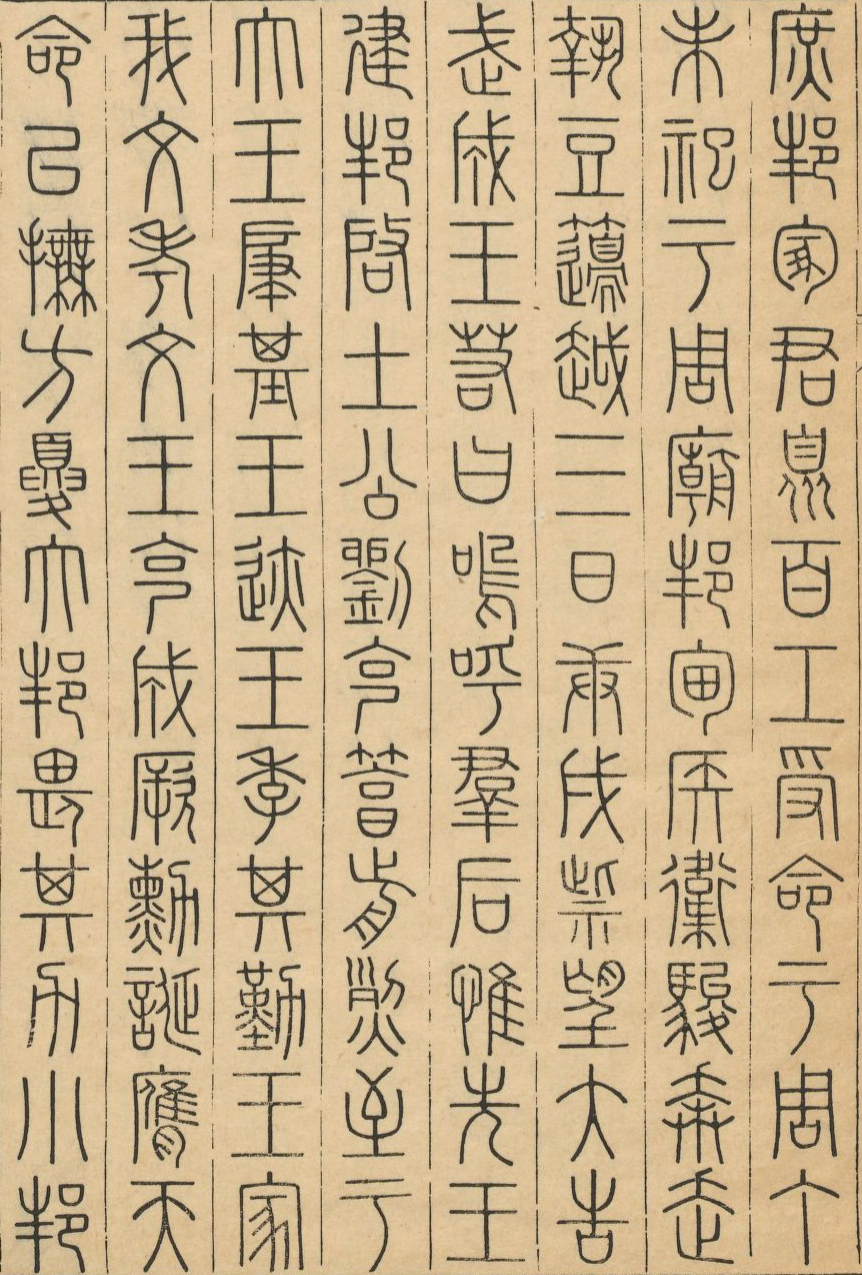 庶邦冢君暨百工受命于周丁
未祀于周廟邦甸侯衛駿奔走
執豆籩越三日庚戌柴望大告
武成王若曰嗚呼羣后惟先王
建邦啓土公劉克篤前烈至于
大王肇基王迹王季其勤王家
我文考文王克成厥勳誕膺天
命以撫方夏大邦畏其力小邦